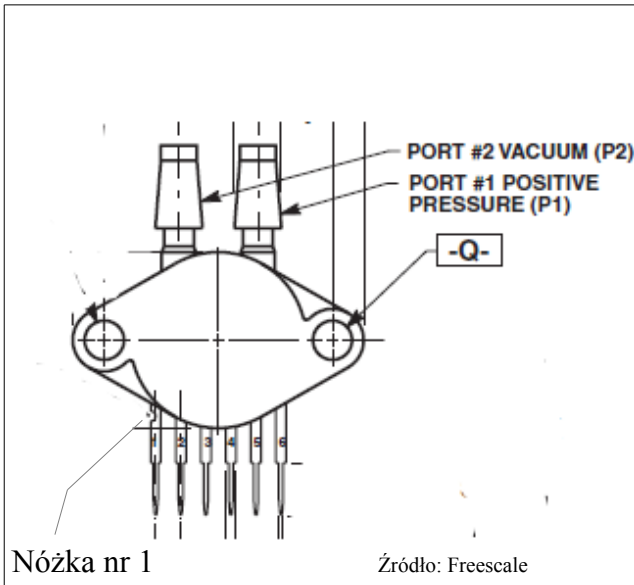 PORT #2 VACUUM (P2)
PORT #1 POSITIVE
PRESSURE (P1)
-Q-
1 2 3 4 5 6
Nóżka nr 1
Źródło: Freescale